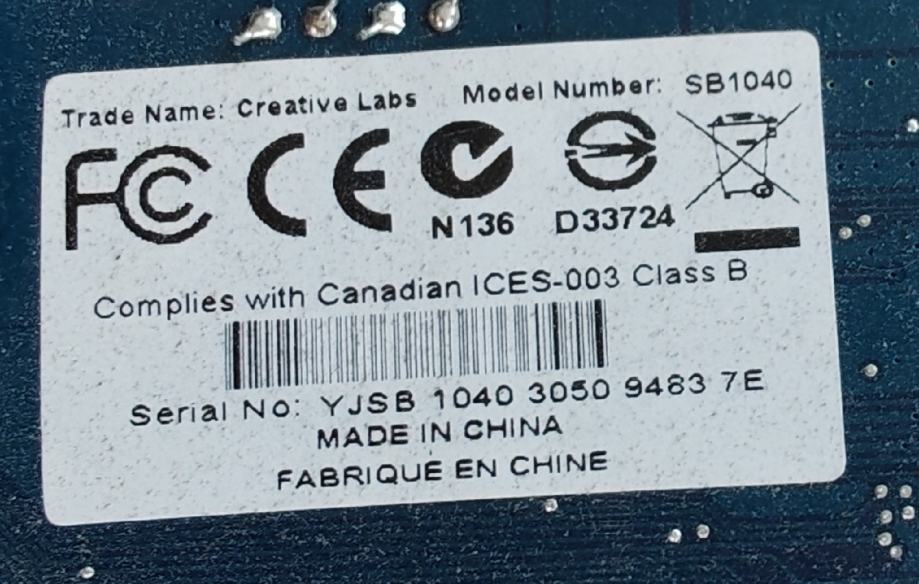 Trade Name: Creative Labs Model Number: SB1040
FC CE N136 D33724
Complies with Canadian ICES-003 Class B
Serial No: YJSB 1040 3050 9483 7E
MADE IN CHINA
FABRIQUE EN CHINE